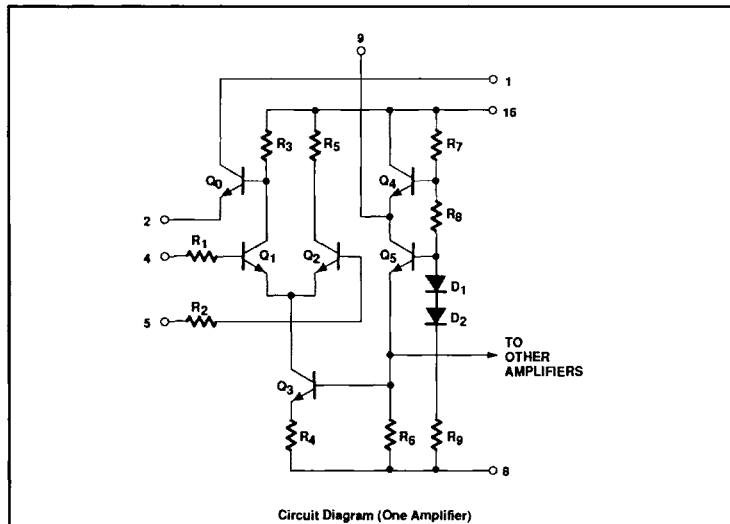 9
1
16
R3
R5
R7
Q0
Q4
R8
2
4
R1
Q1
Q2
Q5
D1
5
R2
D2
TO
OTHER
AMPLIFIERS
Q3
R4
R6
R9
8
Circuit Diagram (One Amplifier)